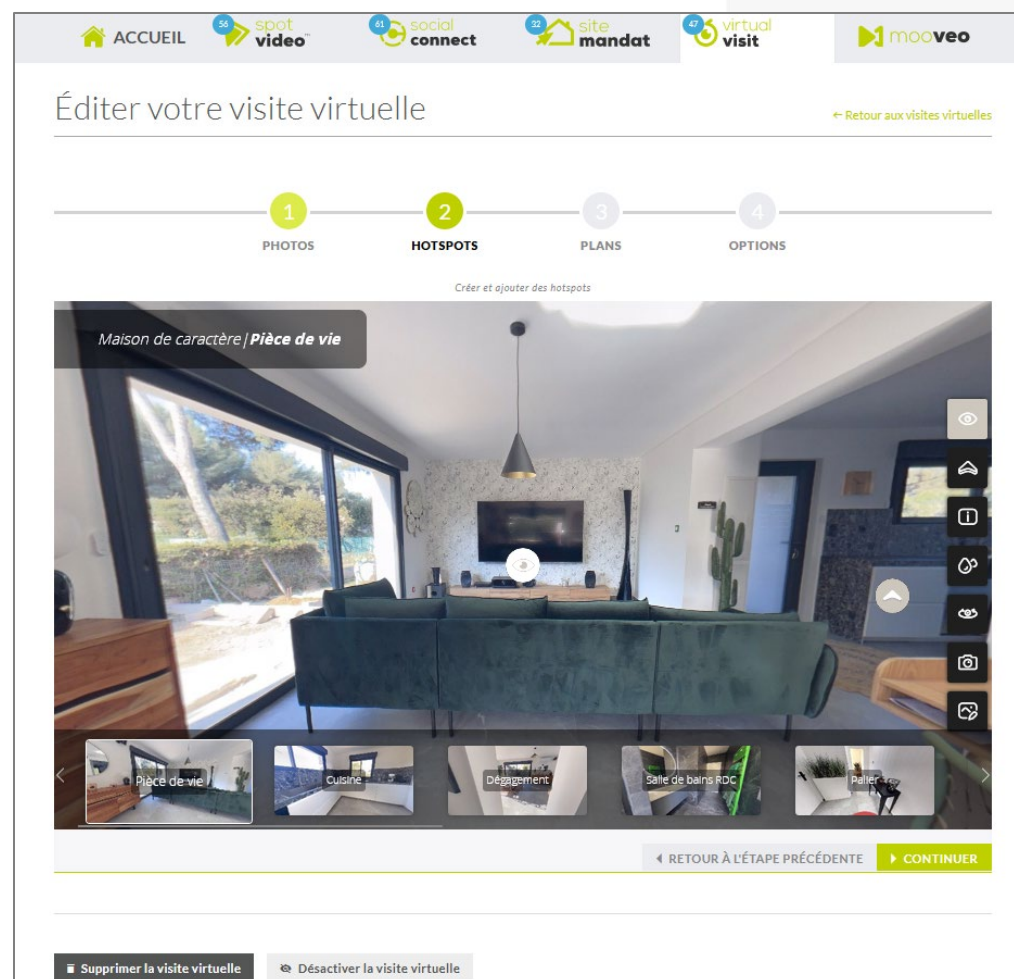 ACCUEIL
56 spot video™
61 social connect
32 site mandat
47 virtual visit
mooveo
Éditer votre visite virtuelle
← Retour aux visites virtuelles
1 2 3 4
PHOTOS HOTSPOTS PLANS OPTIONS
Créer et ajouter des hotspots
Maison de caractère|Pièce de vie
Pièce de vie Cuisine Dégagement Salle de bains RDC Palier
RETOUR À L'ÉTAPE PRÉCÉDENTE CONTINUER
Supprimer la visite virtuelle Désactiver la visite virtuelle